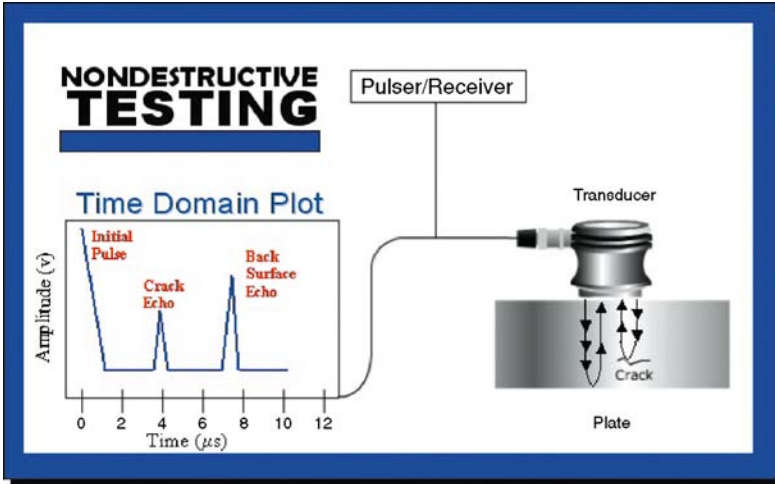 NONDESTRUCTIVE
TESTING
Pulser/Receiver
Transducer
Time Domain Plot
Initial
Pulse
Crack
Echo
Back
Surface
Echo
Amplitude (v)
0 2 4 6 8 10 12
Time (μs)
Crack
Plate